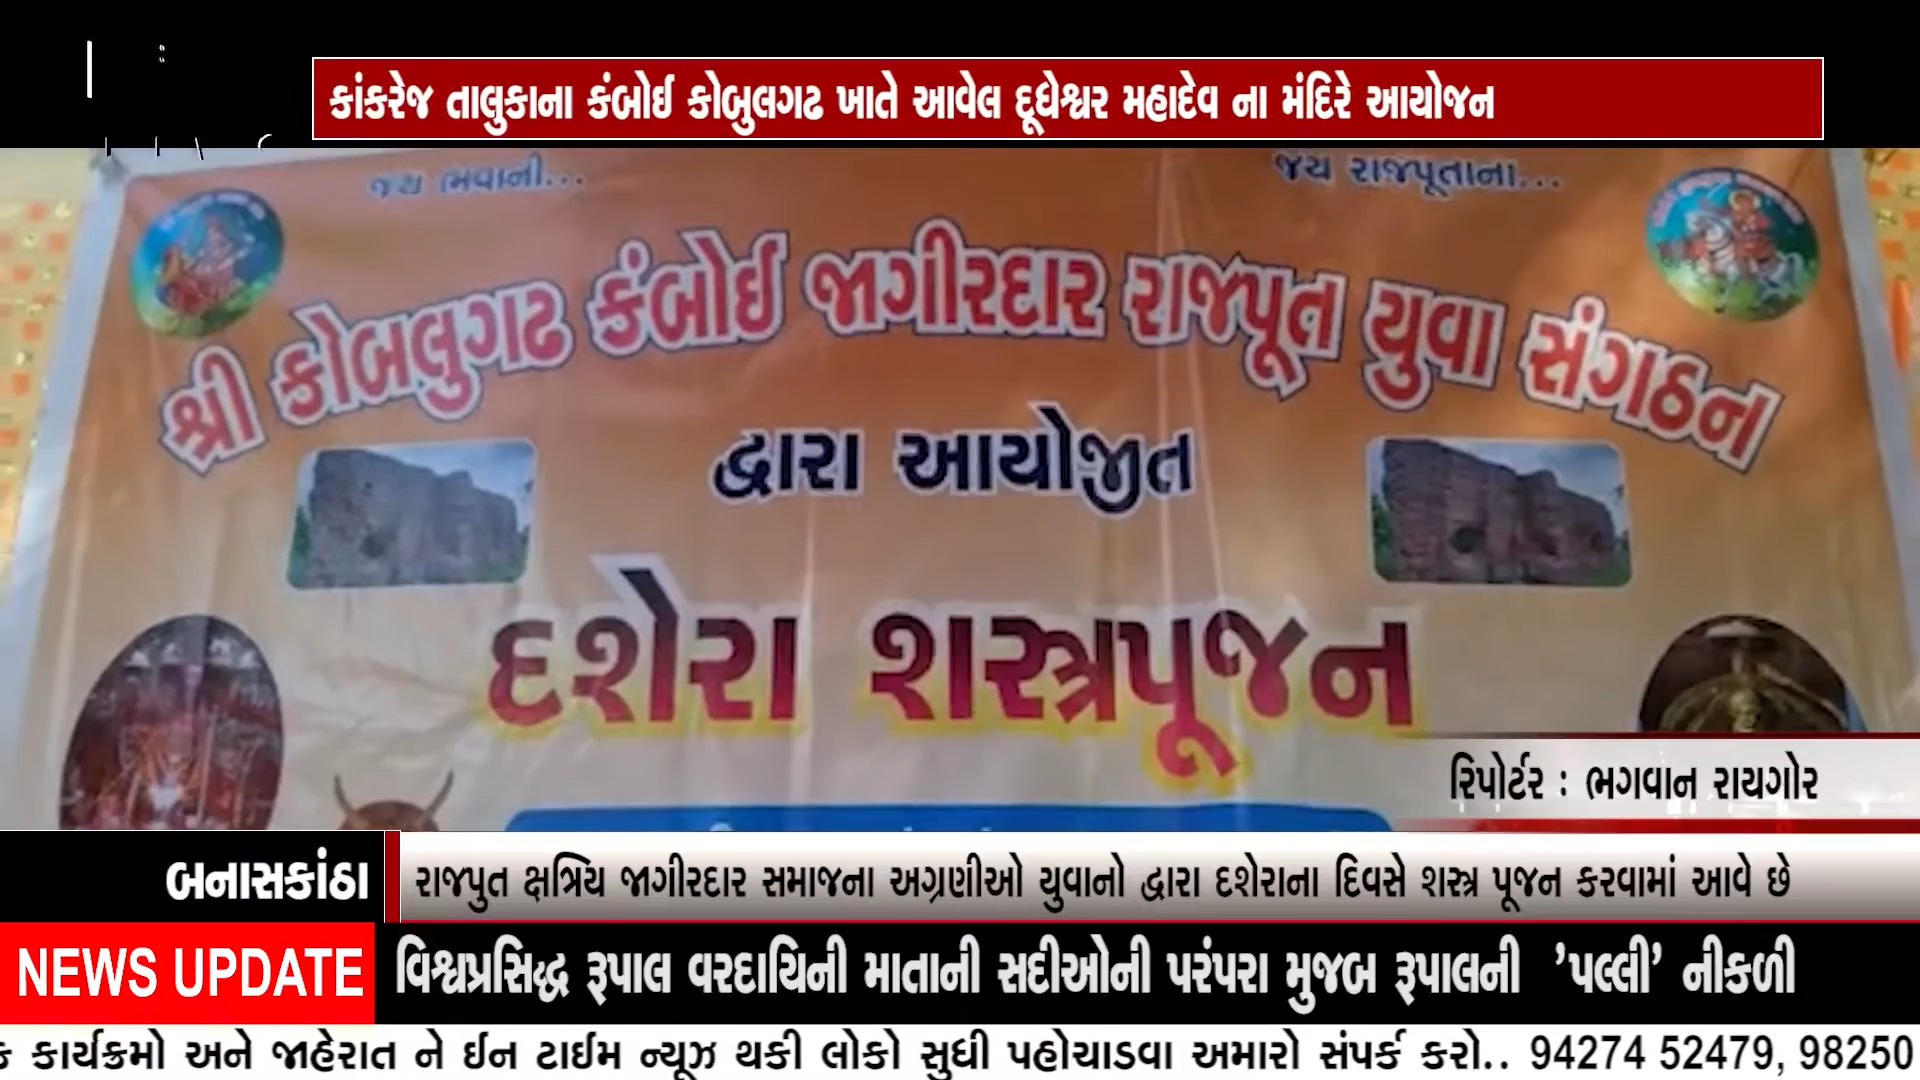 કાંકરેજ તાલુકાના કંબોઈ કોબુલગઢ ખાતે આવેલ દૂધેશ્વર મહાદેવ ના મંદિરે આયોજન
જય ભવાની...
જય રાજપૂતાના...
શ્રી કોબલુગઢ કંબોઈ જાગીરદાર રાજપૂત યુવા સંગઠન
દ્વારા આયોજીત
દશેરા શસ્ત્રપૂજન
રિપોર્ટર : ભગવાન રાયગોર
બનાસકાંઠા
રાજપુત ક્ષત્રિય જાગીરદાર સમાજના અગ્રણીઓ યુવાનો દ્વારા દશેરાના દિવસે શસ્ત્ર પૂજન કરવામાં આવે છે
NEWS UPDATE
વિશ્વપ્રસિદ્ધ રૂપાલ વરદાયિની માતાની સદીઓની પરંપરા મુજબ રૂપાલની 'પલ્લી' નીકળી
ક કાર્યક્રમો અને જાહેરાત ને ઈન ટાઈમ ન્યૂઝ થકી લોકો સુધી પહોચાડવા અમારો સંપર્ક કરો.. 94274 52479, 98250